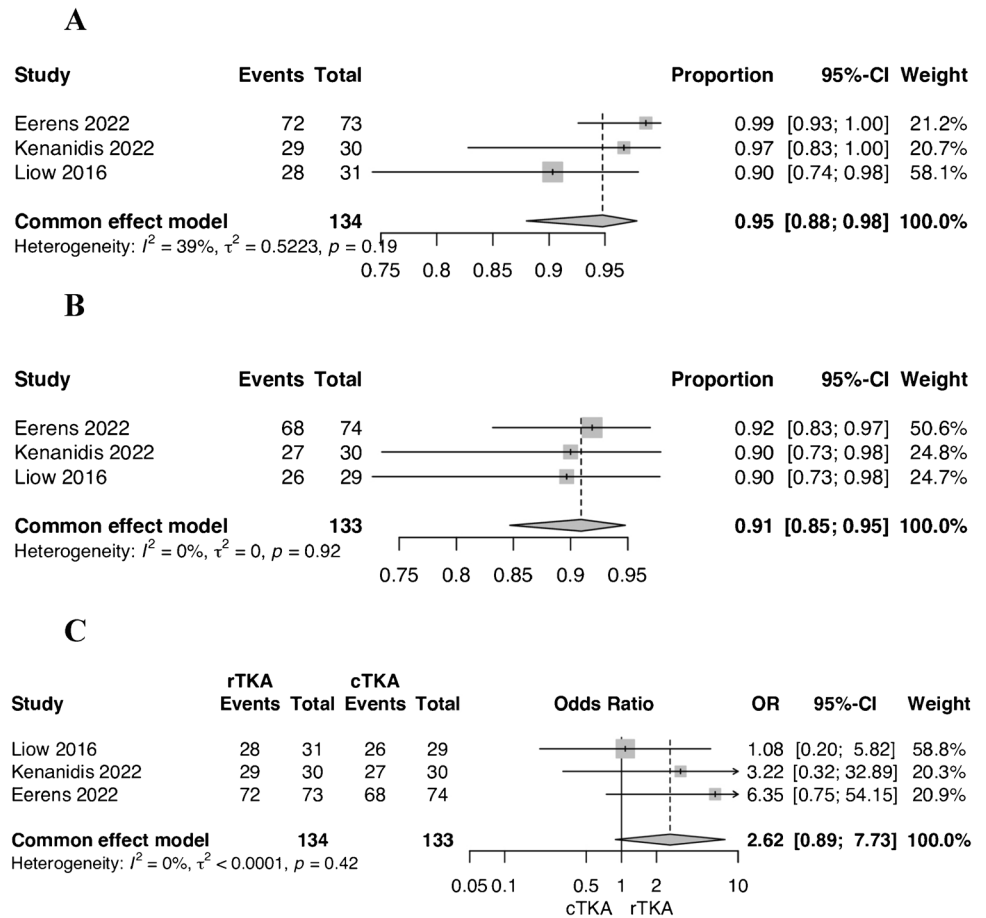 A
Study Events Total Proportion 95%-CI Weight
Eerens 2022 72 73 0.99 [0.93; 1.00] 21.2%
Kenanidis 2022 29 30 0.97 [0.83; 1.00] 20.7%
Liow 2016 28 31 0.90 [0.74; 0.98] 58.1%
Common effect model 134 0.95 [0.88; 0.98] 100.0%
Heterogeneity: I² = 39%, τ² = 0.5223, p = 0.19
0.75 0.8 0.85 0.9 0.95
B
Study Events Total Proportion 95%-CI Weight
Eerens 2022 68 74 0.92 [0.83; 0.97] 50.6%
Kenanidis 2022 27 30 0.90 [0.73; 0.98] 24.8%
Liow 2016 26 29 0.90 [0.73; 0.98] 24.7%
Common effect model 133 0.91 [0.85; 0.95] 100.0%
Heterogeneity: I² = 0%, τ² = 0, p = 0.92
0.75 0.8 0.85 0.9 0.95
C
rTKA cTKA
Study Events Total Events Total Odds Ratio OR 95%-CI Weight
Liow 2016 28 31 26 29 1.08 [0.20; 5.82] 58.8%
Kenanidis 2022 29 30 27 30 3.22 [0.32; 32.89] 20.3%
Eerens 2022 72 73 68 74 6.35 [0.75; 54.15] 20.9%
Common effect model 134 133 2.62 [0.89; 7.73] 100.0%
Heterogeneity: I² = 0%, τ² < 0.0001, p = 0.42
0.05 0.1 0.5 1 2 10
cTKA rTKA